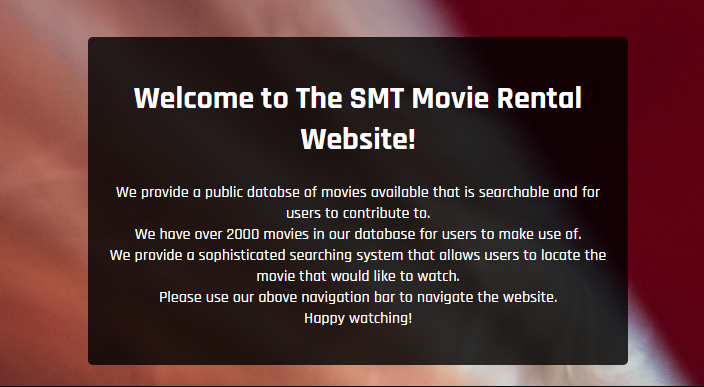 Welcome to The SMT Movie Rental
Website!
We provide a public databse of movies available that is searchable and for
users to contribute to.
We have over 2000 movies in our database for users to make use of.
We provide a sophisticated searching system that allows users to locate the
movie that would like to watch.
Please use our above navigation bar to navigate the website.
Happy watching!